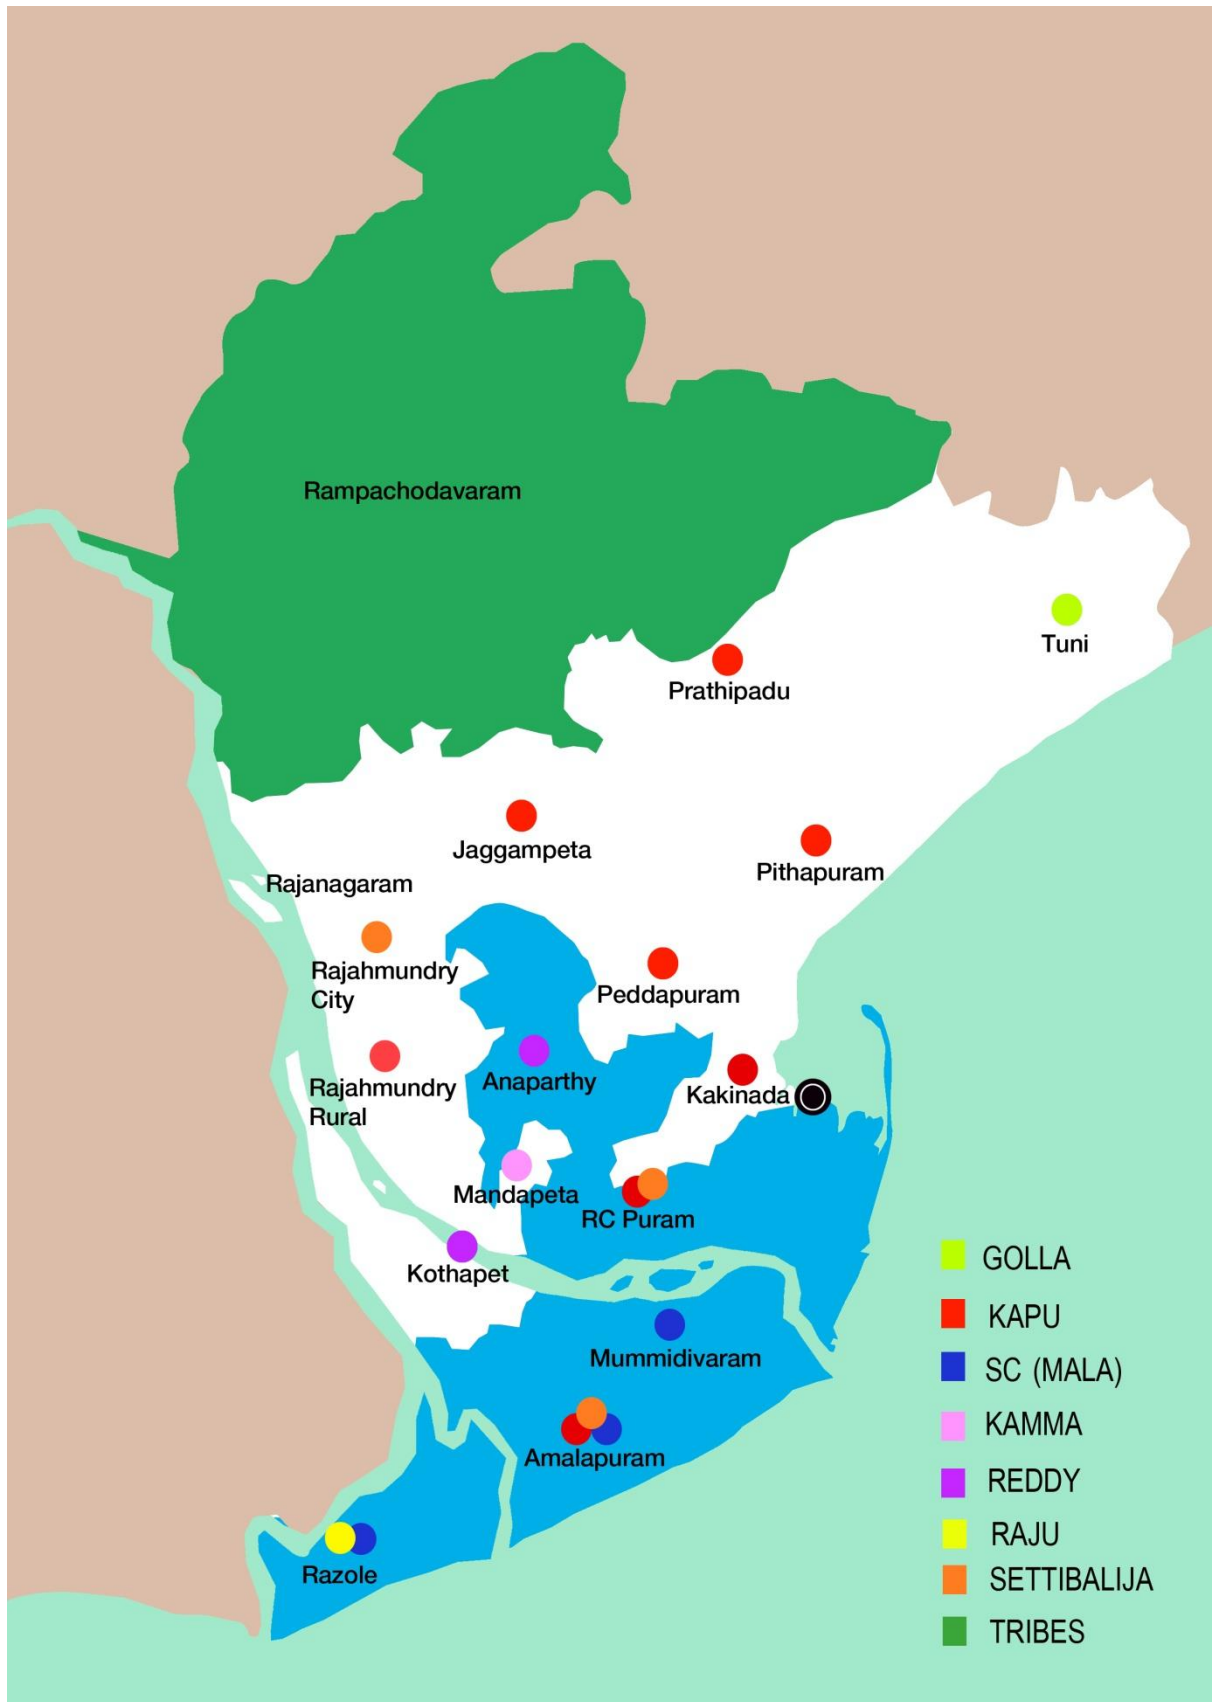 Rampachodavaram
Tuni
Prathipadu
Jaggampeta
Pithapuram
Rajanagaram
Rajahmundry
City
Peddapuram
Rajahmundry
Rural
Anaparthy
Kakinada
Mandapeta
RC Puram
Kothapet
Mummidivaram
Amalapuram
Razole
GOLLA
KAPU
SC (MALA)
KAMMA
REDDY
RAJU
SETTIBALIJA
TRIBES